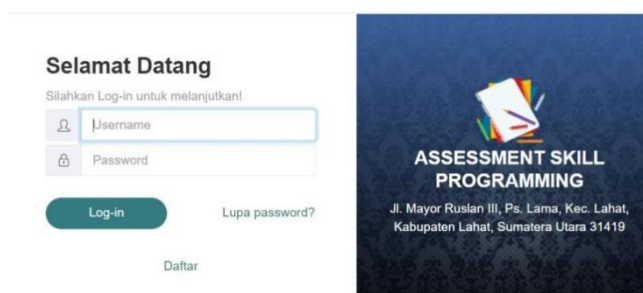 Selamat Datang
Silahkan Log-in untuk melanjutkan!
Username
Password
Log-in
Lupa password?
Daftar
ASSESSMENT SKILL
PROGRAMMING
Jl. Mayor Ruslan III, Ps. Lama, Kec. Lahat,
Kabupaten Lahat, Sumatera Utara 31419